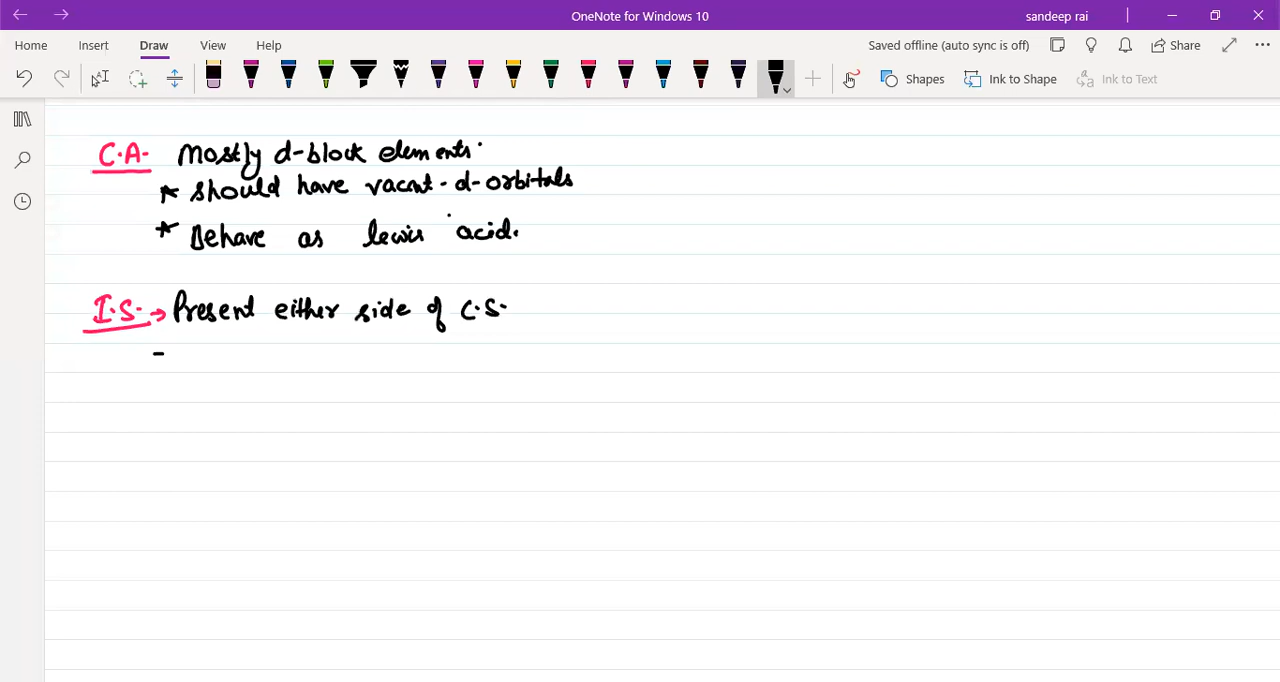 OneNote for Windows 10
sandeep rai
Home Insert Draw View Help
Saved offline (auto sync is off)
Share
Shapes
Ink to Shape
Ink to Text
C.A. Mostly d-block elements.
* should have vacant-d-orbitals
* Behave as lewis acid.
I.S. → Present either side of C.S.
-